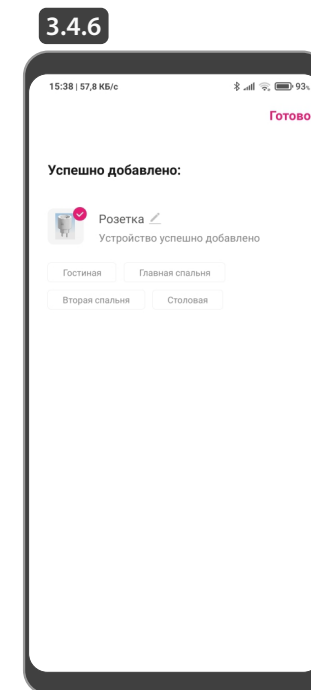 3.4.6
15:38 | 57,8 КБ/с 93%
Готово
Успешно добавлено:
Розетка
Устройство успешно добавлено
Гостиная Главная спальня
Вторая спальня Столовая